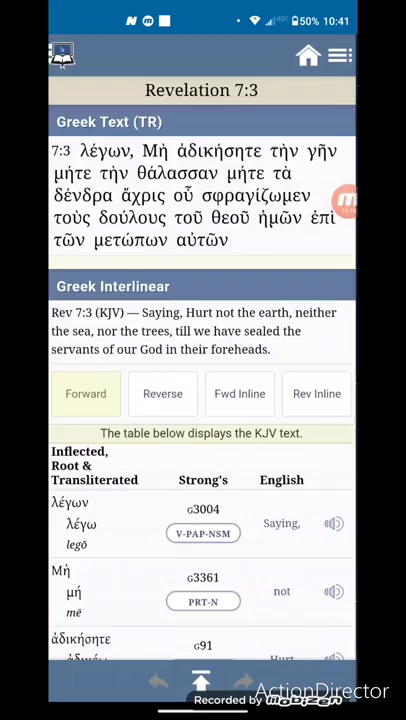 4G 50% 10:41
Revelation 7:3
Greek Text (TR)
7:3 λέγων, Μὴ ἀδικήσητε τὴν γῆν
μήτε τὴν θάλασσαν μήτε τὰ
δένδρα ἄχρις οὗ σφραγίζωμεν
τοὺς δούλους τοῦ θεοῦ ἡμῶν ἐπὶ
τῶν μετώπων αὐτῶν
Greek Interlinear
Rev 7:3 (KJV) — Saying, Hurt not the earth, neither
the sea, nor the trees, till we have sealed the
servants of our God in their foreheads.
Forward Reverse Fwd Inline Rev Inline
The table below displays the KJV text.
Inflected,
Root &
Transliterated Strong's English
λέγων
λέγω
legō
G3004
V-PAP-NSM
Saying,
Μὴ
μή
mē
G3361
PRT-N
not
ἀδικήσητε
ἀδικέω
G91
Hurt
Recorded by MOBIZEN
ActionDirector